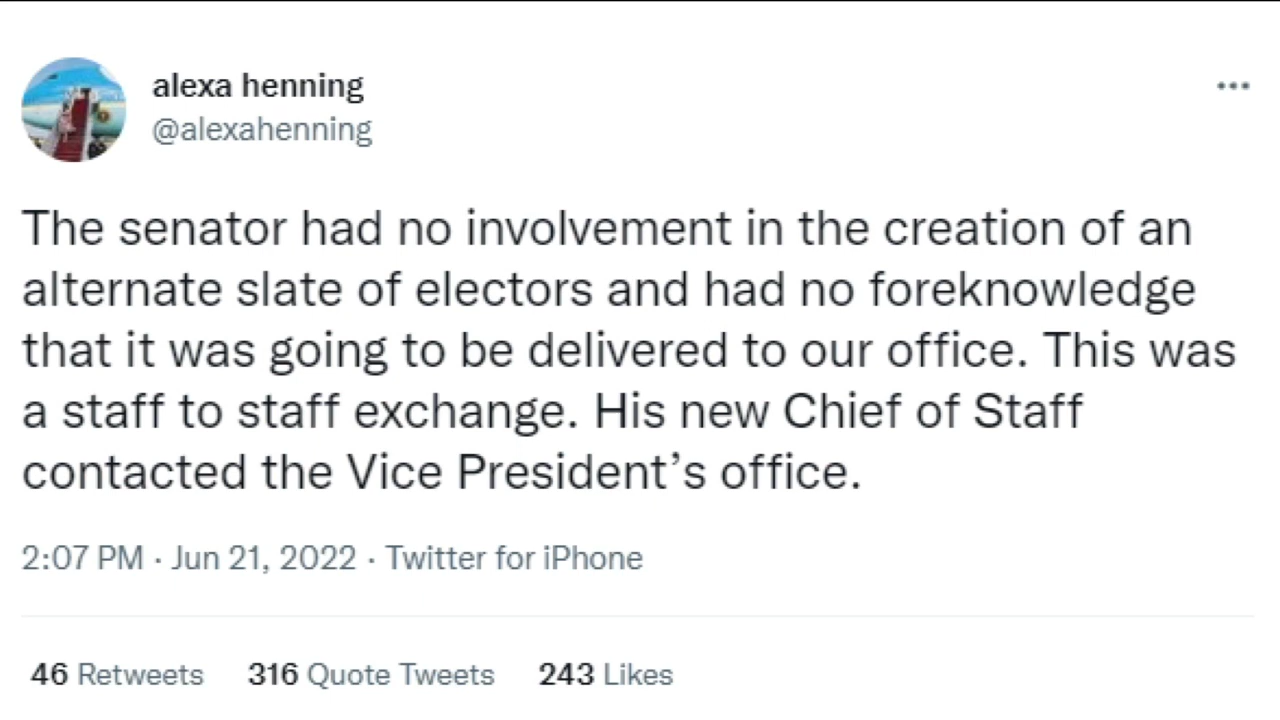 alexa henning
@alexahenning
The senator had no involvement in the creation of an
alternate slate of electors and had no foreknowledge
that it was going to be delivered to our office. This was
a staff to staff exchange. His new Chief of Staff
contacted the Vice President’s office.
2:07 PM · Jun 21, 2022 · Twitter for iPhone
46 Retweets 316 Quote Tweets 243 Likes